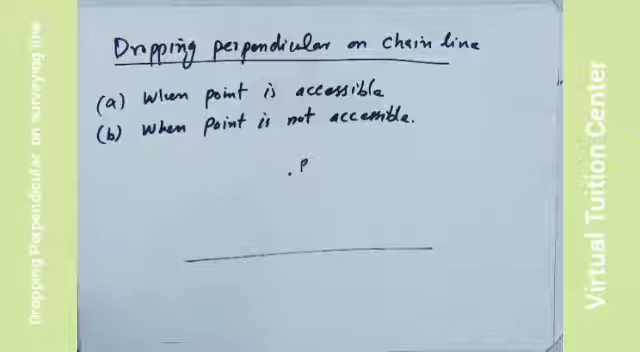 Dropping Perpendicular on surveying line
Dropping perpendicular on chain line
(a) When point is accessible
(b) When point is not accessible.
. P
Virtual Tuition Center